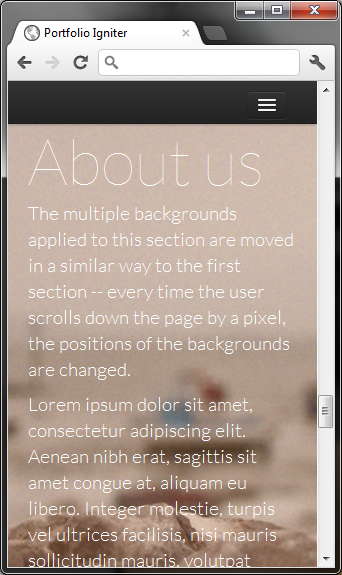 Portfolio Igniter
About us
The multiple backgrounds
applied to this section are moved
in a similar way to the first
section -- every time the user
scrolls down the page by a pixel,
the positions of the backgrounds
are changed.
Lorem ipsum dolor sit amet,
consectetur adipiscing elit.
Aenean nibh erat, sagittis sit
amet congue at, aliquam eu
libero. Integer molestie, turpis
vel ultrices facilisis, nisi mauris
sollicitudin mauris, volutpat